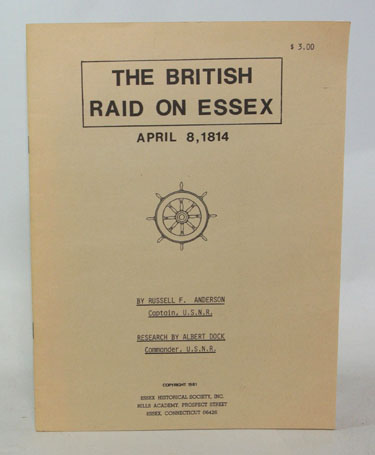 $ 3.00
THE BRITISH
RAID ON ESSEX
APRIL 8,1814
BY RUSSELL F. ANDERSON
Captain, U.S.N.R.
RESEARCH BY ALBERT DOCK
Commander, U.S.N.R.
COPYRIGHT 1981
ESSEX HISTORICAL SOCIETY, INC.
HILLS ACADEMY, PROSPECT STREET
ESSEX, CONNECTICUT 06426